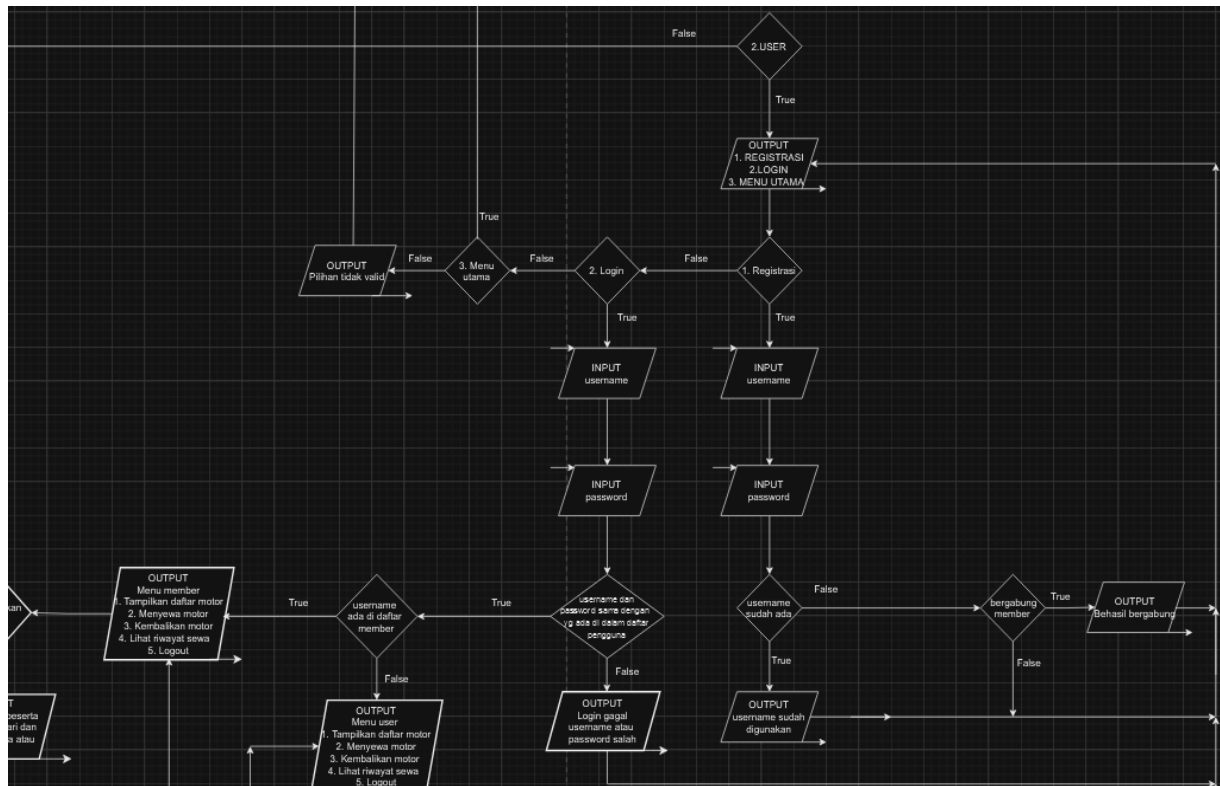 False
2.USER
True
OUTPUT
1. REGISTRASI
2.LOGIN
3. MENU UTAMA
True
OUTPUT
Pilihan tidak valid
False
3. Menu
utama
False
2. Login
False
1. Registrasi
True
True
INPUT
username
INPUT
username
INPUT
password
INPUT
password
OUTPUT
Menu member
1. Tampilkan daftar motor
2. Menyewa motor
3. Kembalikan motor
4. Lihat riwayat sewa
5. Logout
True
username
ada di daftar
member
True
username dan
password sama dengan
yg ada di dalam daftar
pengguna
username
sudah ada
False
bergabung
member
True
OUTPUT
Behasil bergabung
False
False
True
False
OUTPUT
Menu user
1. Tampilkan daftar motor
2. Menyewa motor
3. Kembalikan motor
4. Lihat riwayat sewa
5. Logout
OUTPUT
Login gagal
username atau
password salah
OUTPUT
username sudah
digunakan
kan
T
peserta
ari dan
a atau